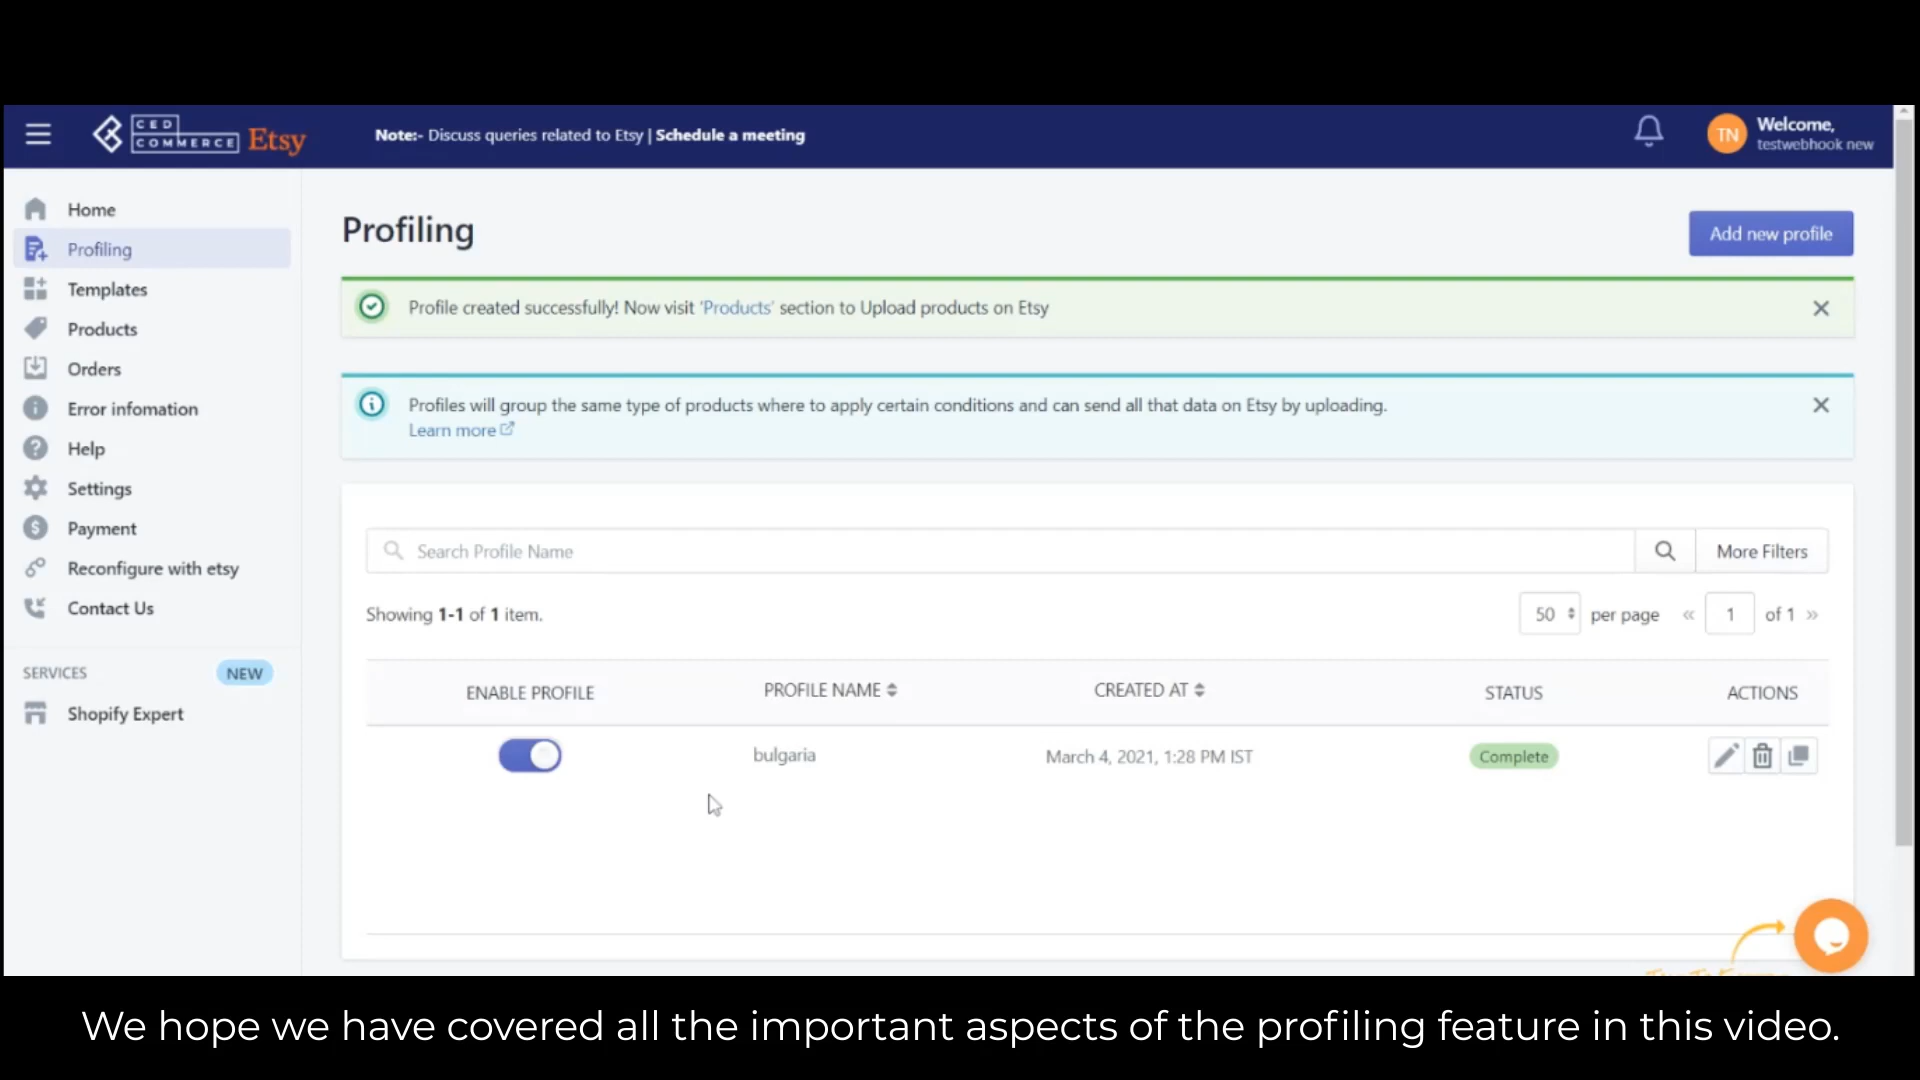 CED COMMERCE Etsy
Note:- Discuss queries related to Etsy | Schedule a meeting
TN
Welcome,
testwebhook new
Home
Profiling
Templates
Products
Orders
Error infomation
Help
Settings
Payment
Reconfigure with etsy
Contact Us
SERVICES NEW
Shopify Expert
Profiling
Add new profile
Profile created successfully! Now visit 'Products' section to Upload products on Etsy
Profiles will group the same type of products where to apply certain conditions and can send all that data on Etsy by uploading.
Learn more
Search Profile Name
More Filters
Showing 1-1 of 1 item.
50 per page « 1 of 1 »
ENABLE PROFILE PROFILE NAME CREATED AT STATUS ACTIONS
bulgaria March 4, 2021, 1:28 PM IST Complete
We hope we have covered all the important aspects of the profiling feature in this video.